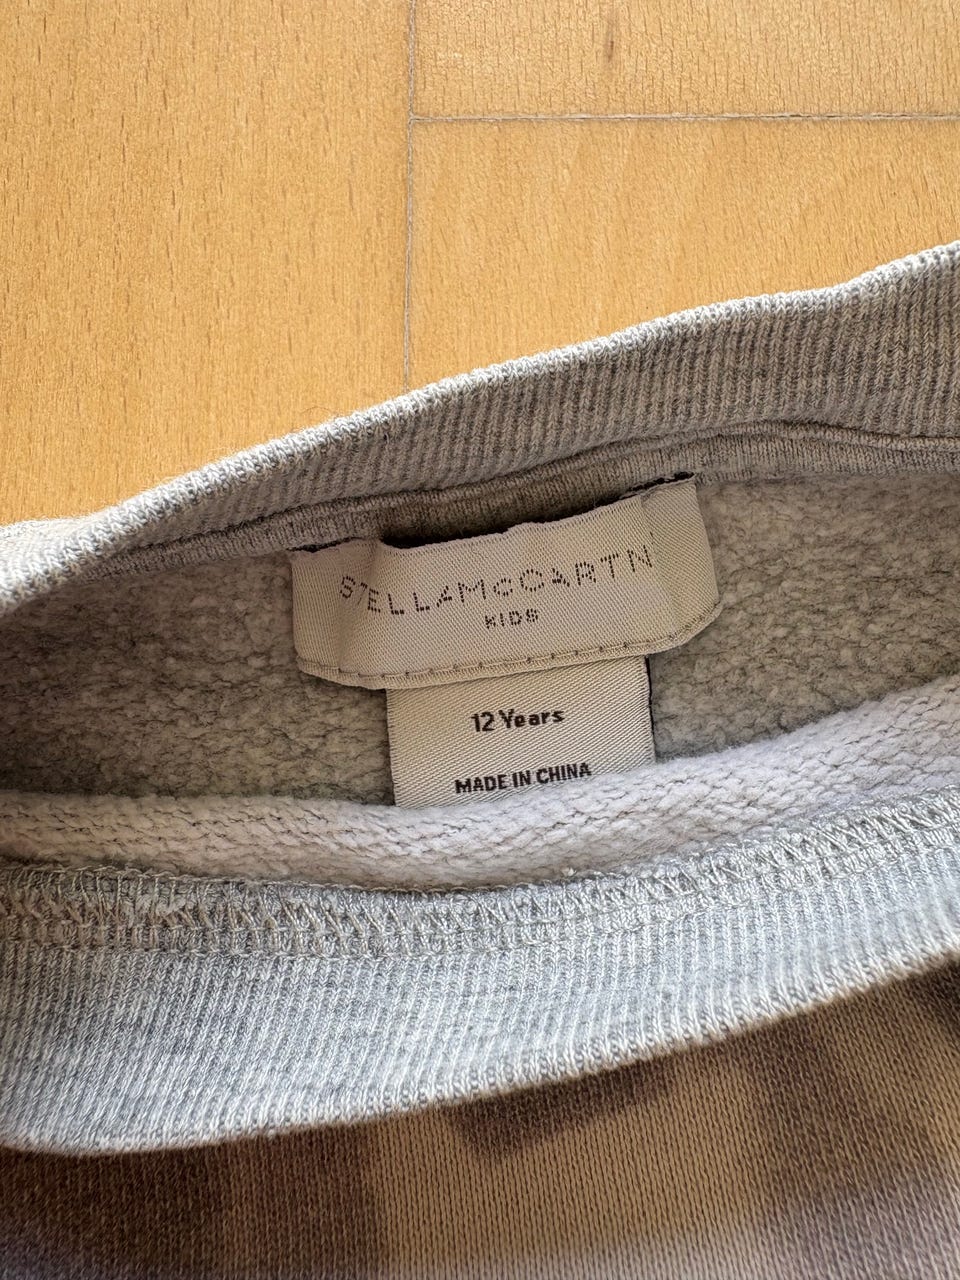 STELLAMcCARTN
KIDS
12 Years
MADE IN CHINA